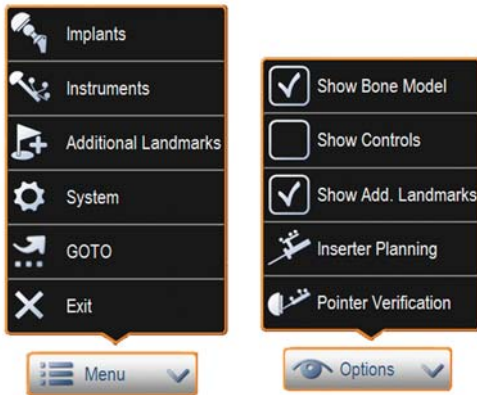 Implants
Instruments
Additional Landmarks
System
GOTO
Exit
Menu
Show Bone Model
Show Controls
Show Add. Landmarks
Inserter Planning
Pointer Verification
Options